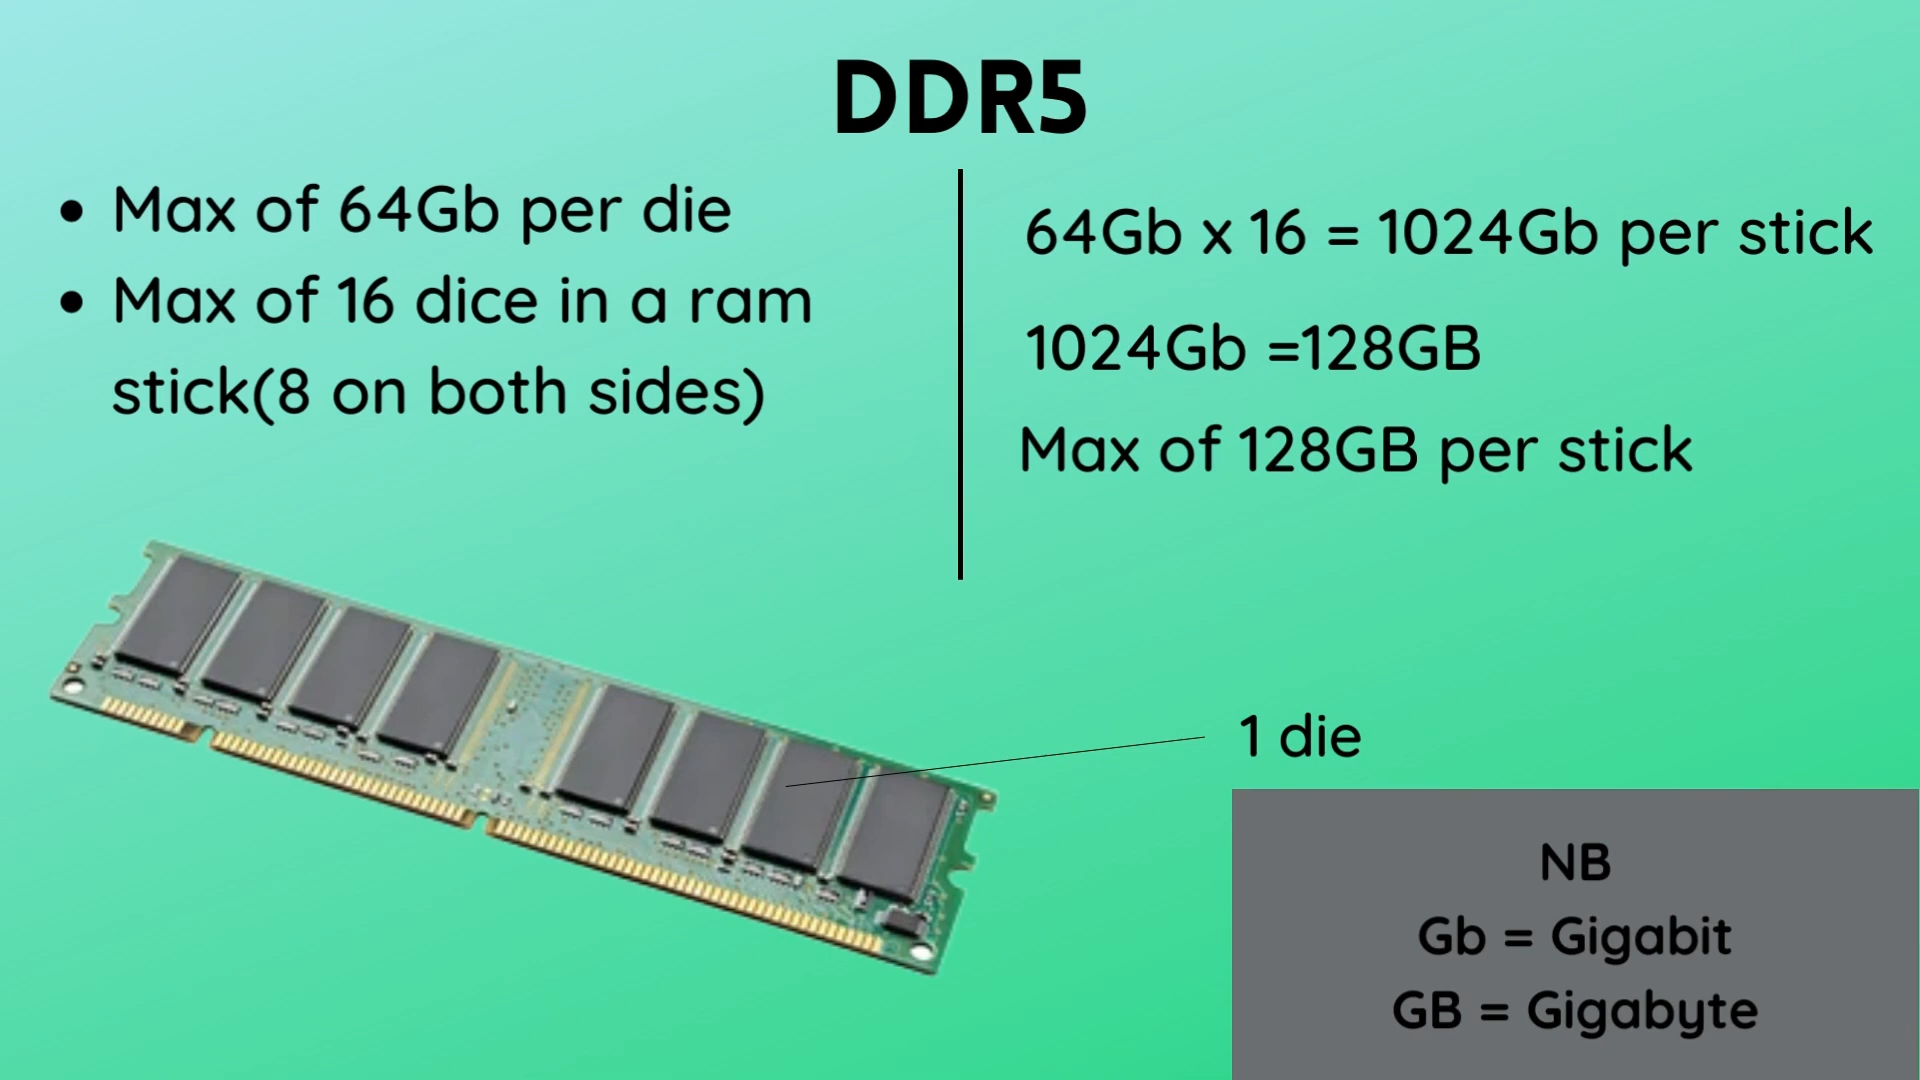 DDR5
• Max of 64Gb per die
• Max of 16 dice in a ram
stick(8 on both sides)
64Gb x 16 = 1024Gb per stick
1024Gb =128GB
Max of 128GB per stick
1 die
NB
Gb = Gigabit
GB = Gigabyte